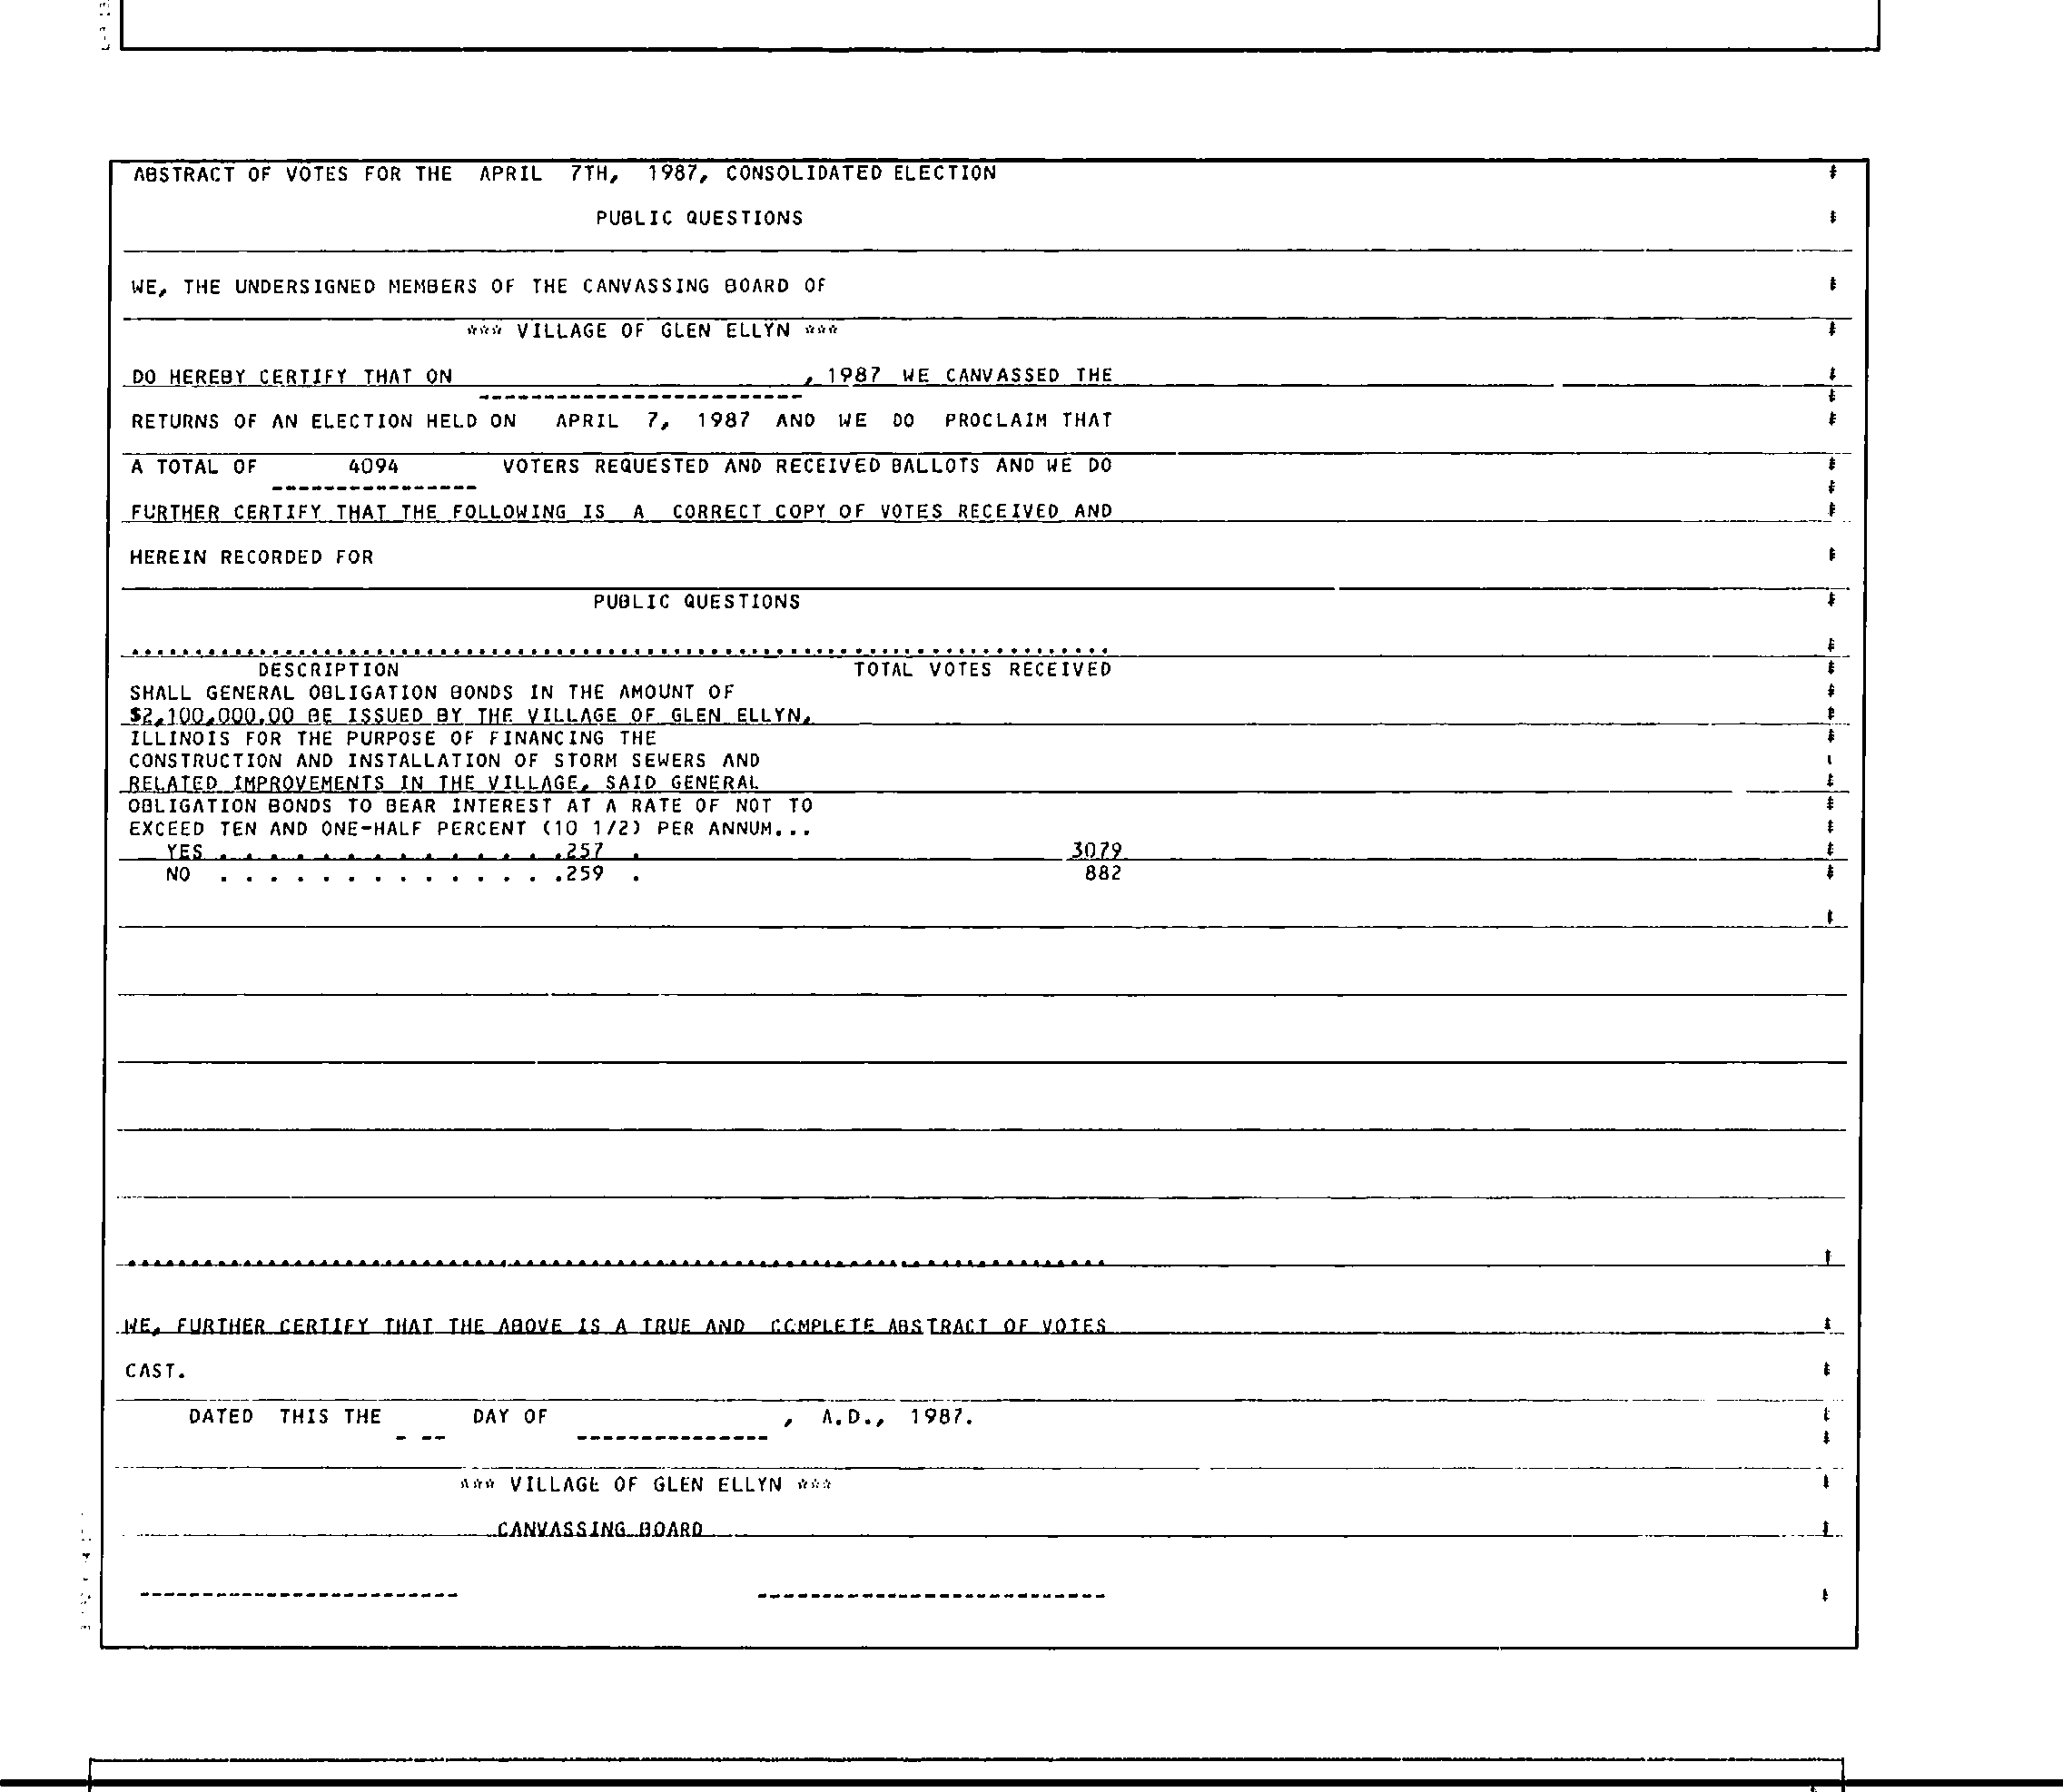 ABSTRACT OF VOTES FOR THE APRIL 7TH, 1987, CONSOLIDATED ELECTION
PUBLIC QUESTIONS
WE, THE UNDERSIGNED MEMBERS OF THE CANVASSING BOARD OF
*** VILLAGE OF GLEN ELLYN ***
DO HEREBY CERTIFY THAT ON , 1987 WE CANVASSED THE
RETURNS OF AN ELECTION HELD ON APRIL 7, 1987 AND WE DO PROCLAIM THAT
A TOTAL OF 4094 VOTERS REQUESTED AND RECEIVED BALLOTS AND WE DO
FURTHER CERTIFY THAT THE FOLLOWING IS A CORRECT COPY OF VOTES RECEIVED AND
HEREIN RECORDED FOR
PUBLIC QUESTIONS
DESCRIPTION TOTAL VOTES RECEIVED
SHALL GENERAL OBLIGATION BONDS IN THE AMOUNT OF
$2,100,000.00 BE ISSUED BY THE VILLAGE OF GLEN ELLYN,
ILLINOIS FOR THE PURPOSE OF FINANCING THE
CONSTRUCTION AND INSTALLATION OF STORM SEWERS AND
RELATED IMPROVEMENTS IN THE VILLAGE, SAID GENERAL
OBLIGATION BONDS TO BEAR INTEREST AT A RATE OF NOT TO
EXCEED TEN AND ONE-HALF PERCENT (10 1/2) PER ANNUM...
YES . . . . . . . . . . . . . .257 . 3079
NO . . . . . . . . . . . . . .259 . 882
WE, FURTHER CERTIFY THAT THE ABOVE IS A TRUE AND COMPLETE ABSTRACT OF VOTES
CAST.
DATED THIS THE DAY OF , A.D., 1987.
*** VILLAGE OF GLEN ELLYN ***
CANVASSING BOARD